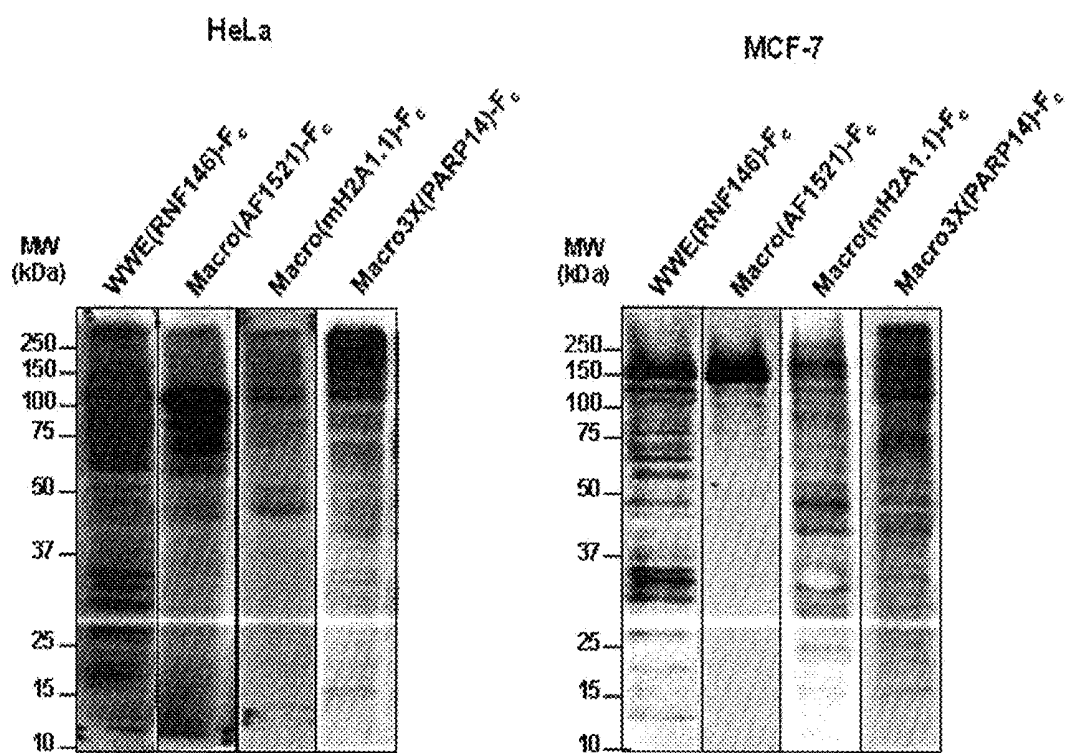 HeLa
WWE(RNF146)-Fc
Macro(AF1521)-Fc
Macro(mH2A1.1)-Fc
Macro3X(PARP14)-Fc
MW
(kDa)
250
150
100
75
50
37
25
15
10
MCF-7
WWE(RNF146)-Fc
Macro(AF1521)-Fc
Macro(mH2A1.1)-Fc
Macro3X(PARP14)-Fc
MW
(kDa)
250
150
100
75
50
37
25
15
10